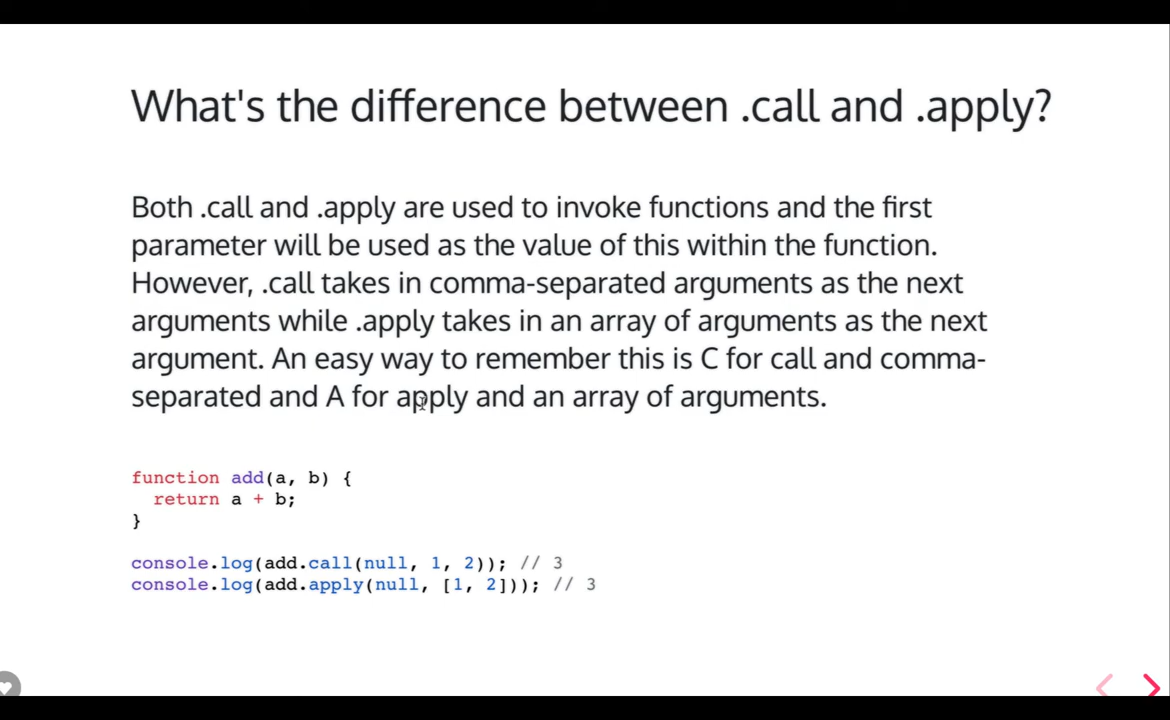 What's the difference between .call and .apply?
Both .call and .apply are used to invoke functions and the first
parameter will be used as the value of this within the function.
However, .call takes in comma-separated arguments as the next
arguments while .apply takes in an array of arguments as the next
argument. An easy way to remember this is C for call and comma-
separated and A for apply and an array of arguments.
function add(a, b) {
  return a + b;
}
console.log(add.call(null, 1, 2)); // 3
console.log(add.apply(null, [1, 2])); // 3